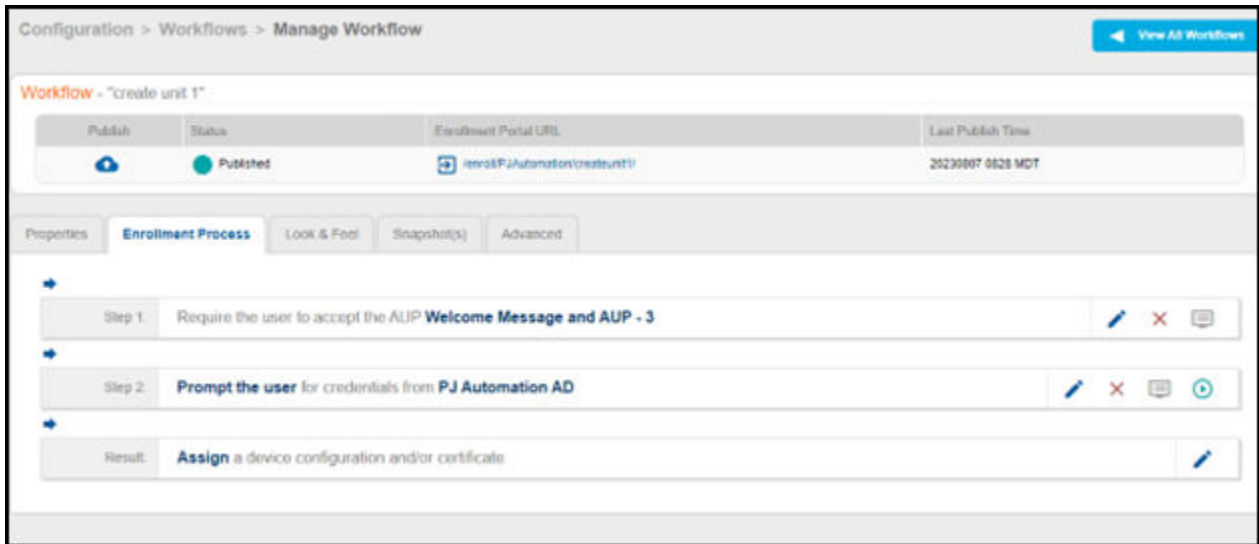 Configuration > Workflows > Manage Workflow
View All Workflows
Workflow - "create unit 1"
Publish Status Enrollment Portal URL Last Publish Time
Published /enroll/PJAutomation/createunit1/ 20230807 0828 MDT
Properties Enrollment Process Look & Feel Snapshot(s) Advanced
Step 1: Require the user to accept the AUP Welcome Message and AUP - 3
Step 2: Prompt the user for credentials from PJ Automation AD
Result: Assign a device configuration and/or certificate.